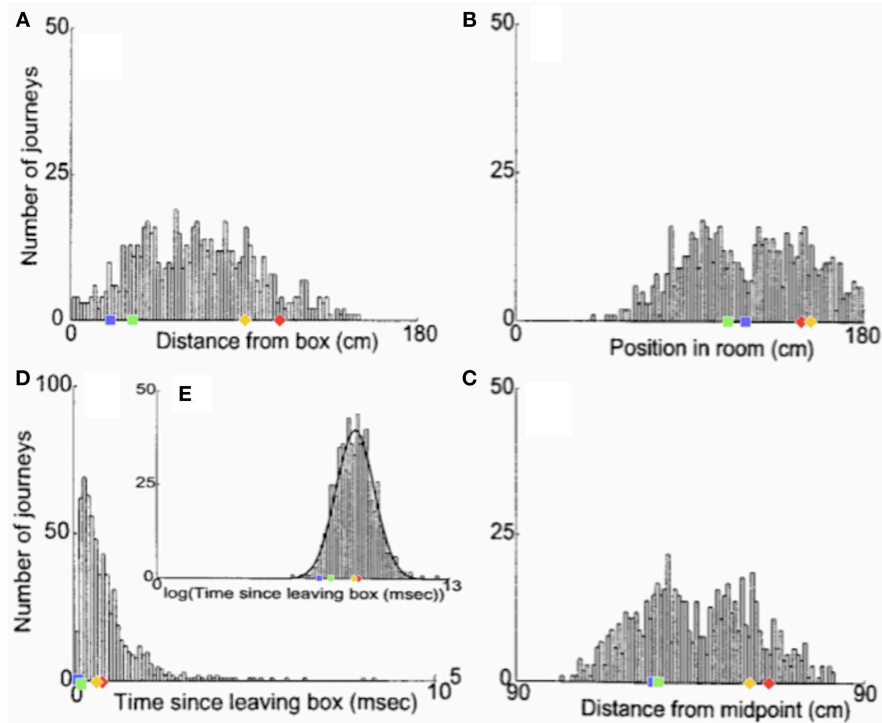 A
50
25
0
Number of journeys
0
180
Distance from box (cm)
B
50
25
0
0
180
Position in room (cm)
D
100
50
0
Number of journeys
0
10 5
Time since leaving box (msec)
E
50
25
0
0
13
log(Time since leaving box (msec))
C
50
25
0
90
90
Distance from midpoint (cm)